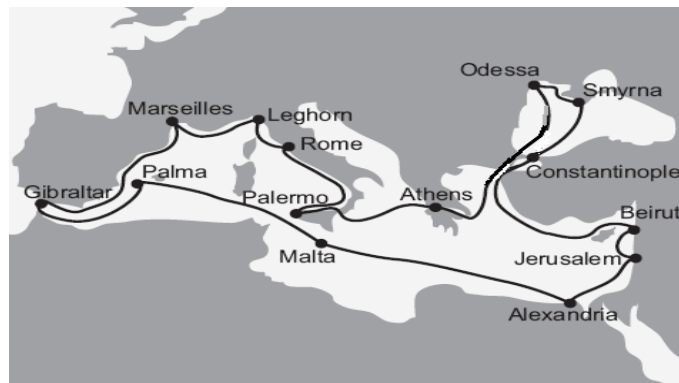 Odessa
Smyrna
Marseilles
Leghorn
Rome
Constantinople
Palma
Gibraltar
Palermo
Athens
Beirut
Malta
Jerusalem
Alexandria